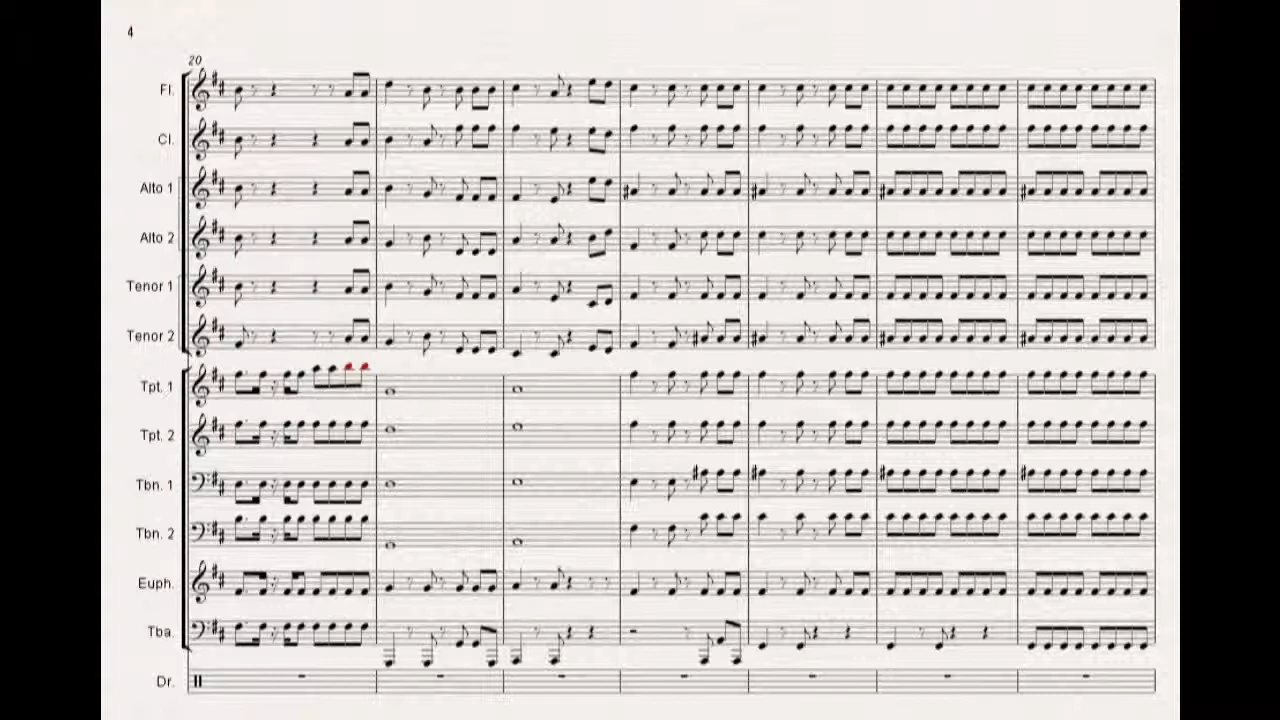 4
20
Fl.
Cl.
Alto 1
Alto 2
Tenor 1
Tenor 2
Tpt. 1
Tpt. 2
Tbn. 1
Tbn. 2
Euph.
Tba.
Dr.